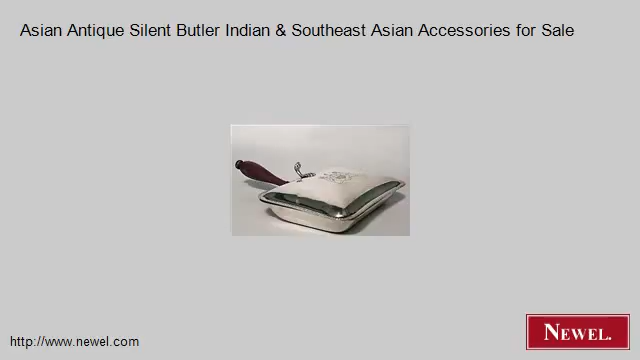 Asian Antique Silent Butler Indian & Southeast Asian Accessories for Sale
http://www.newel.com
NEWEL.